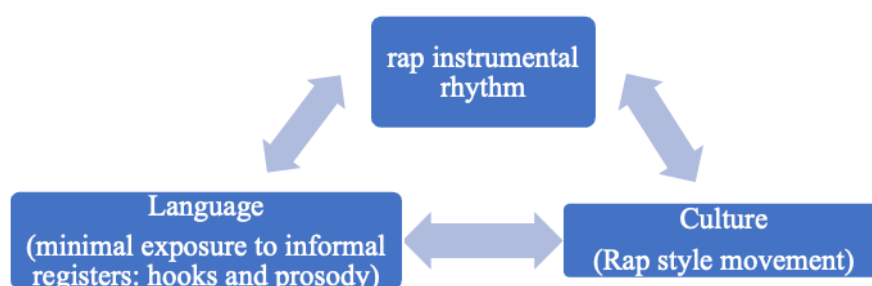 rap instrumental
rhythm
Language
(minimal exposure to informal
registers: hooks and prosody)
Culture
(Rap style movement)